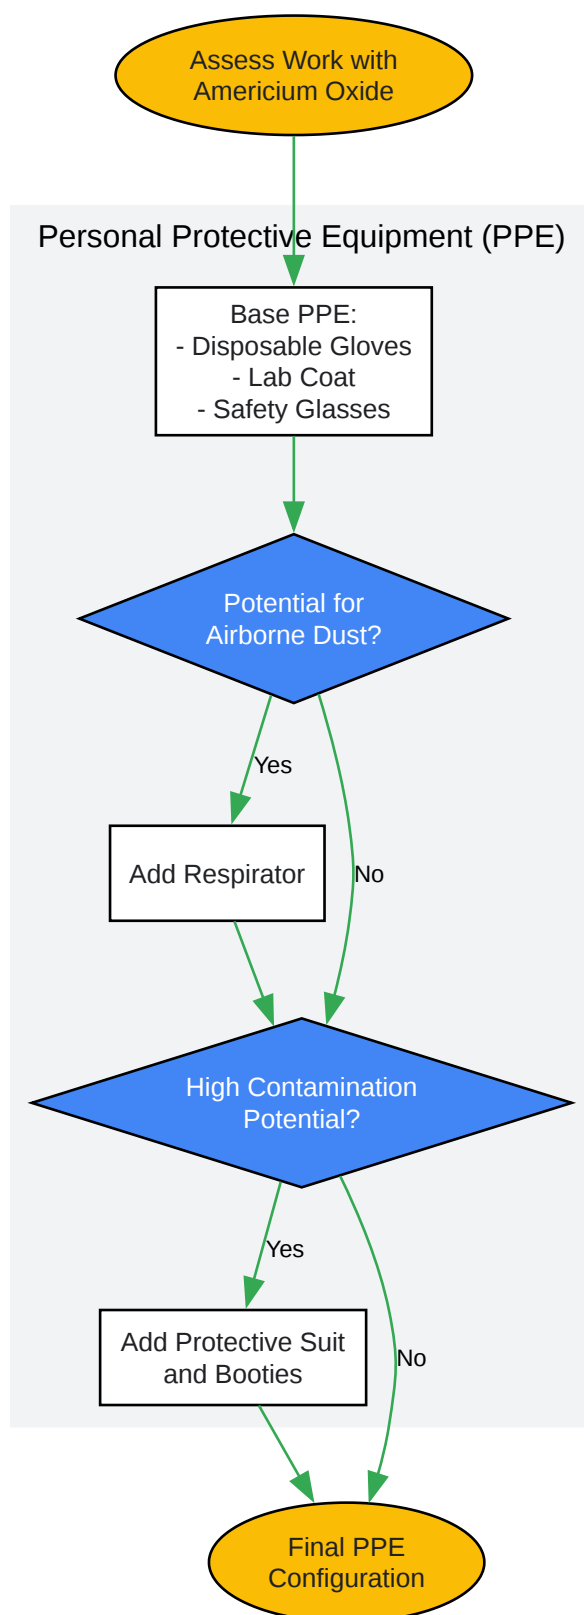 Assess Work with
Americium Oxide
Personal Protective Equipment (PPE)
Base PPE:
- Disposable Gloves
- Lab Coat
- Safety Glasses
Potential for
Airborne Dust?
Yes
Add Respirator
No
High Contamination
Potential?
Yes
Add Protective Suit
and Booties
No
Final PPE
Configuration